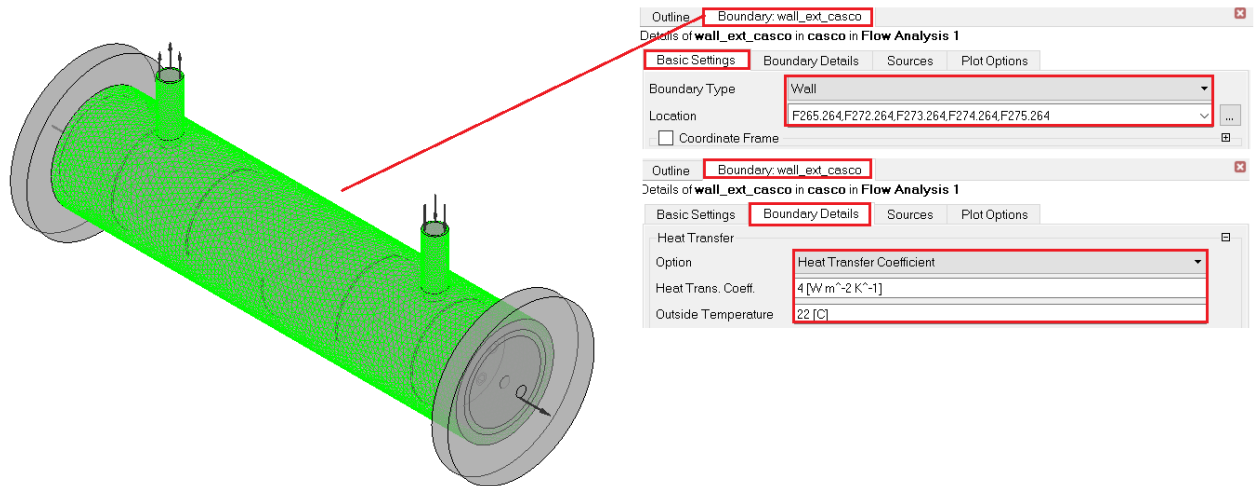 Outline Boundary: wall_ext_casco
Details of wall_ext_casco in casco in Flow Analysis 1
Basic Settings Boundary Details Sources Plot Options
Boundary Type Wall
Location F265.264,F272.264,F273.264,F274.264,F275.264 ...
Coordinate Frame
Outline Boundary: wall_ext_casco
Details of wall_ext_casco in casco in Flow Analysis 1
Basic Settings Boundary Details Sources Plot Options
Heat Transfer
Option Heat Transfer Coefficient
Heat Trans. Coeff. 4 [W m^-2 K^-1]
Outside Temperature 22 [C]